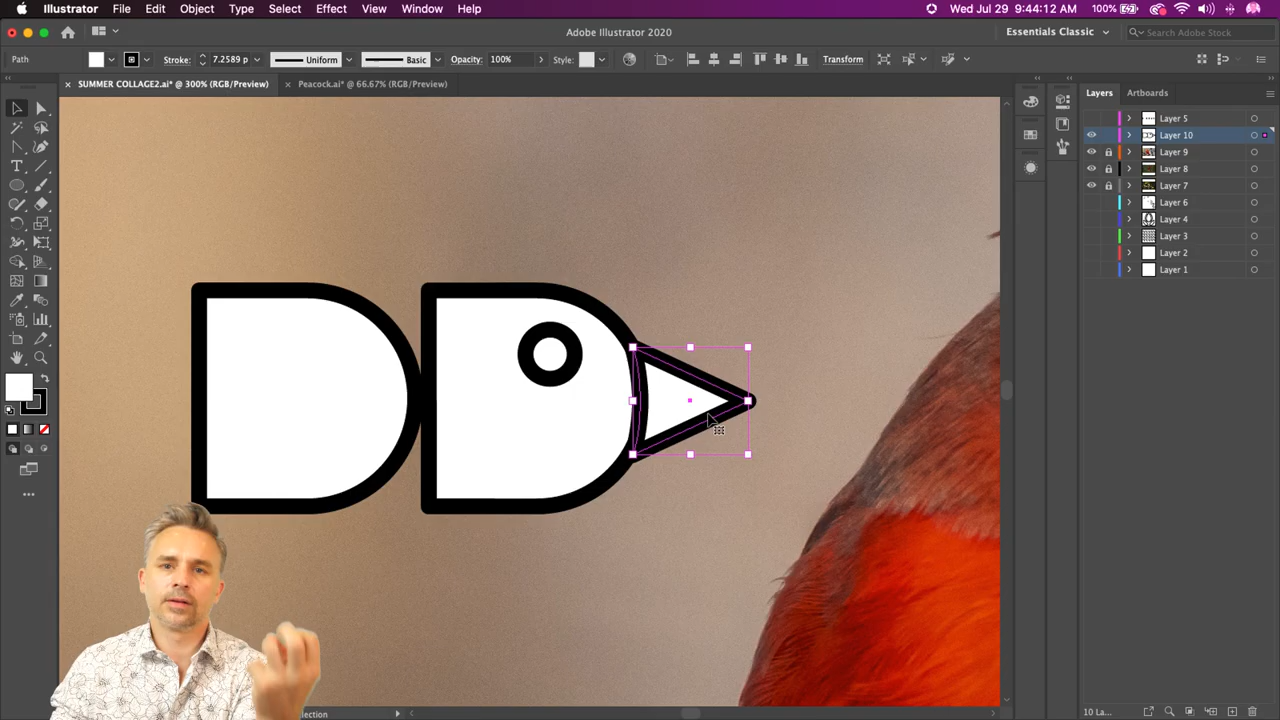 Illustrator File Edit Object Type Select Effect View Window Help 100% Wed Jul 29 9:44:12 AM
Adobe Illustrator 2020 Essentials Classic Search Adobe Stock
Path Stroke: 7.2589 p Uniform Basic Opacity: 100% Style: Transform
× SUMMER COLLAGE2.ai* @ 300% (RGB/Preview) × Peacock.ai* @ 66.67% (RGB/Preview)
Layers Artboards
Layer 5
Layer 10
Layer 9
Layer 8
Layer 7
Layer 6
Layer 4
Layer 3
Layer 2
Layer 1
10 La...